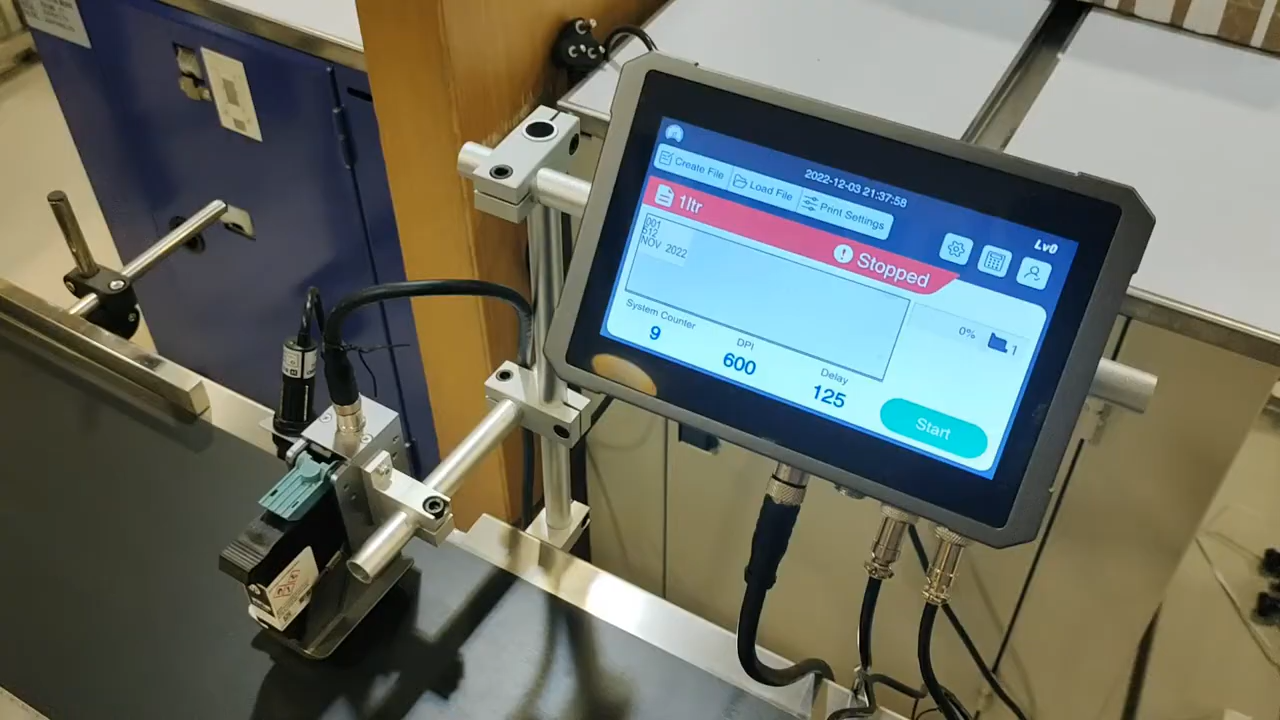 2022-12-03 21:37:58
Create File
Load File
Print Settings
Lv0
1ltr
Stopped
001
512
NOV 2022
0%
1
System Counter
9
DPI
600
Delay
125
Start